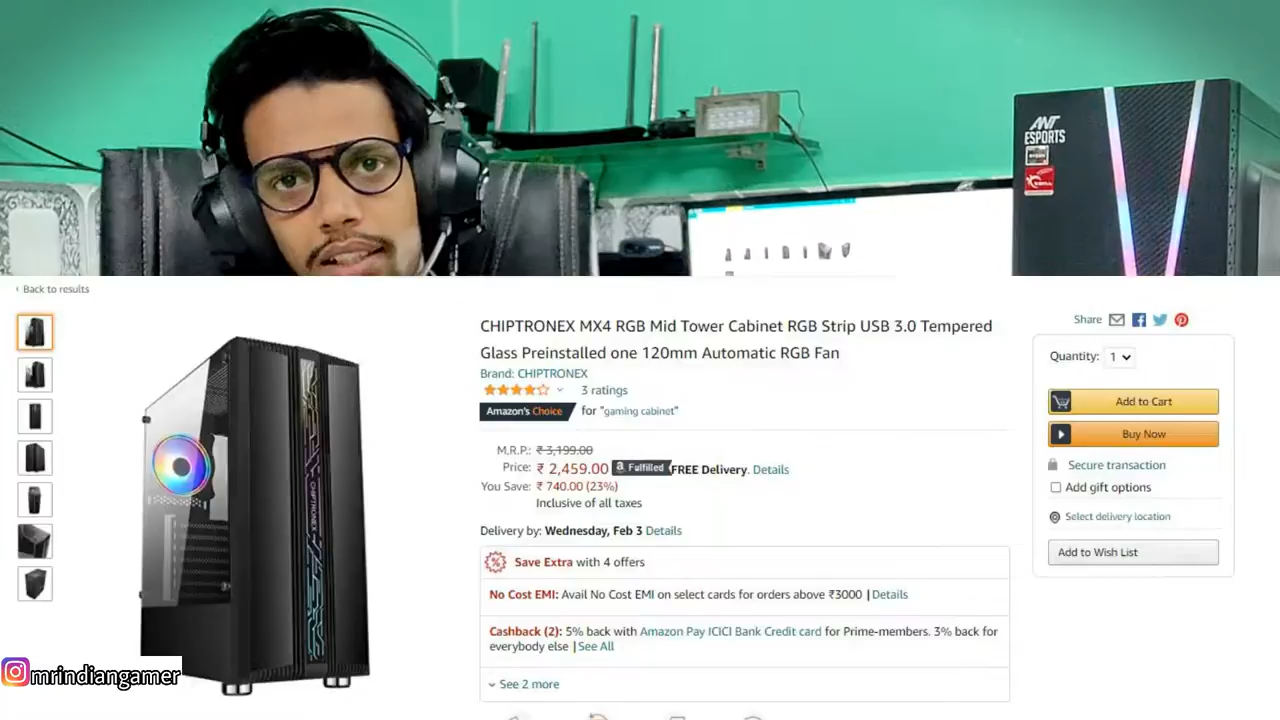 ANT
ESPORTS
RYZEN
‹ Back to results
CHIPTRONEX MX4 RGB Mid Tower Cabinet RGB Strip USB 3.0 Tempered
Glass Preinstalled one 120mm Automatic RGB Fan
Brand: CHIPTRONEX
3 ratings
Amazon's Choice for "gaming cabinet"
M.R.P.: ₹ 3,199.00
Price: ₹ 2,459.00 a Fulfilled FREE Delivery. Details
You Save: ₹ 740.00 (23%)
Inclusive of all taxes
Delivery by: Wednesday, Feb 3 Details
Save Extra with 4 offers
No Cost EMI: Avail No Cost EMI on select cards for orders above ₹3000 | Details
Cashback (2): 5% back with Amazon Pay ICICI Bank Credit card for Prime-members. 3% back for
everybody else | See All
See 2 more
Share
Quantity: 1
Add to Cart
Buy Now
Secure transaction
Add gift options
Select delivery location
Add to Wish List
CHIPTRONEX
mrindiangamer